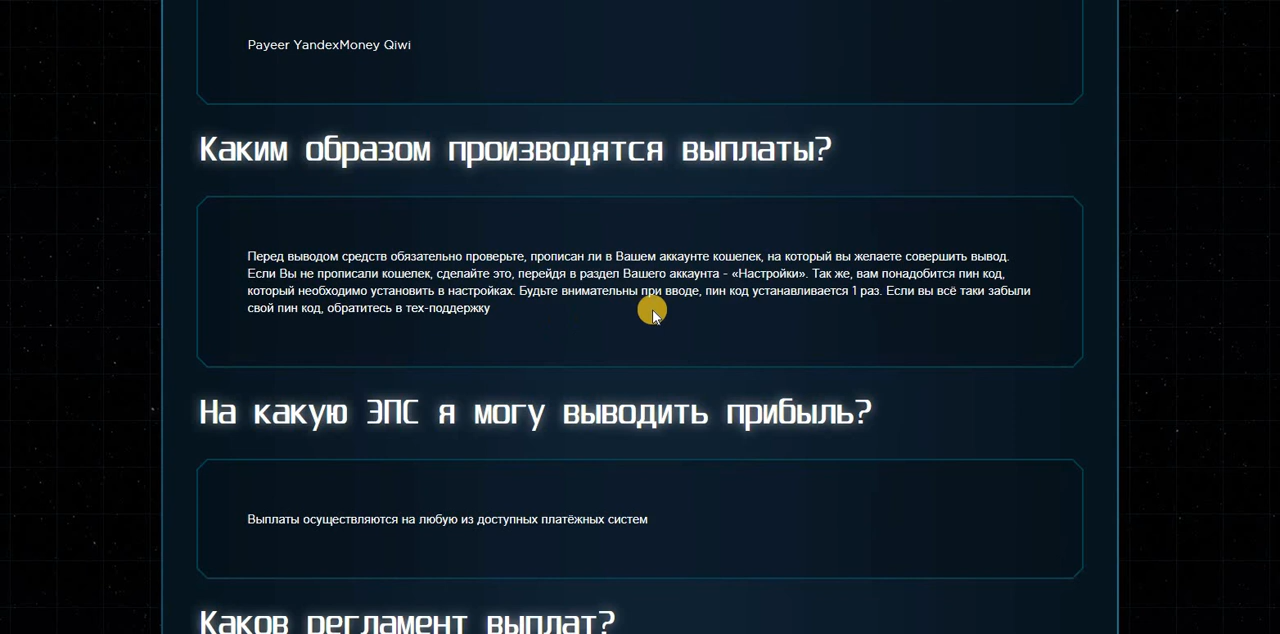 Payeer YandexMoney Qiwi
Каким образом производятся выплаты?
Перед выводом средств обязательно проверьте, прописан ли в Вашем аккаунте кошелек, на который вы желаете совершить вывод.
Если Вы не прописали кошелек, сделайте это, перейдя в раздел Вашего аккаунта - «Настройки». Так же, вам понадобится пин код,
который необходимо установить в настройках. Будьте внимательны при вводе, пин код устанавливается 1 раз. Если вы всё таки забыли
свой пин код, обратитесь в тех-поддержку
На какую ЭПС я могу выводить прибыль?
Выплаты осуществляются на любую из доступных платёжных систем
Каков регламент выплат?